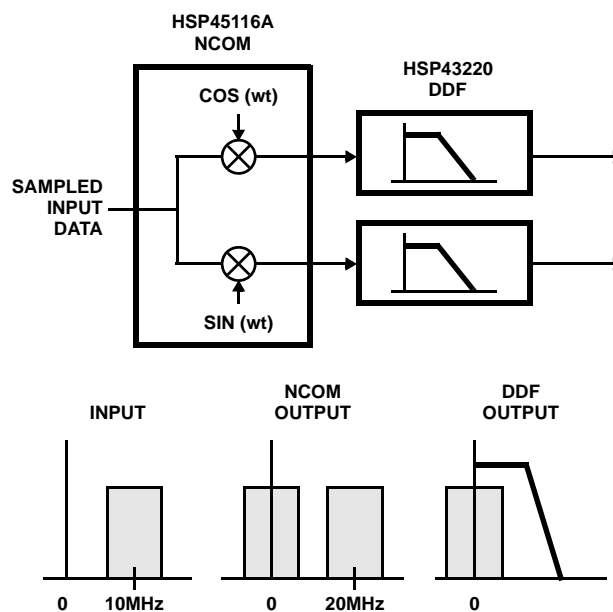 HSP45116A
NCOM
HSP43220
DDF
COS (wt)
SAMPLED
INPUT
DATA
SIN (wt)
INPUT
NCOM
OUTPUT
DDF
OUTPUT
0
10MHz
0
20MHz
0